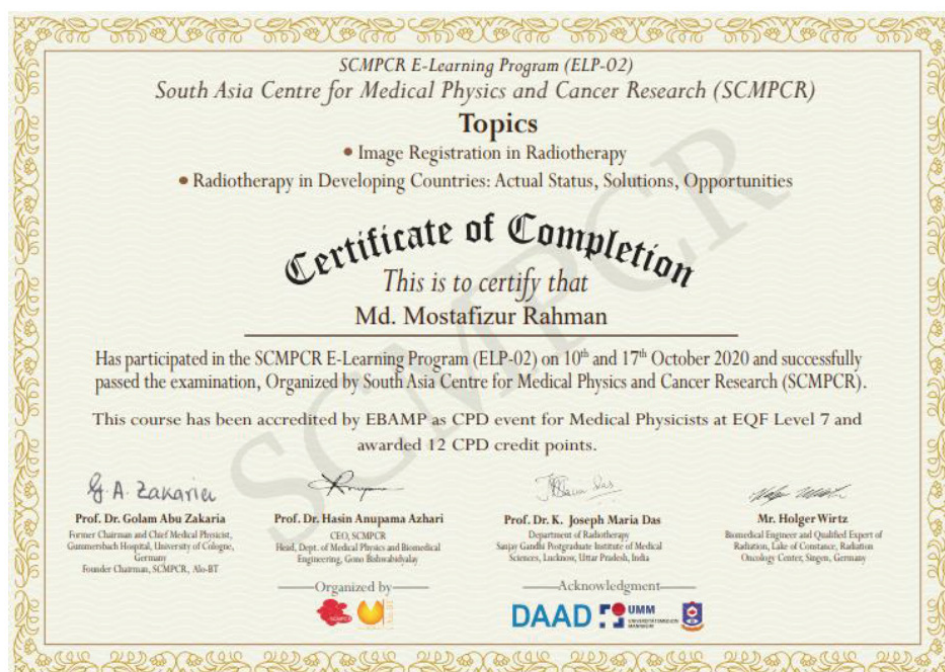 SCMPCR E-Learning Program (ELP-02)
South Asia Centre for Medical Physics and Cancer Research (SCMPCR)
Topics
• Image Registration in Radiotherapy
• Radiotherapy in Developing Countries: Actual Status, Solutions, Opportunities
Certificate of Completion
This is to certify that
Md. Mostafizur Rahman
Has participated in the SCMPCR E-Learning Program (ELP-02) on 10th and 17th October 2020 and successfully
passed the examination, Organized by South Asia Centre for Medical Physics and Cancer Research (SCMPCR).
This course has been accredited by EBAMP as CPD event for Medical Physicists at EQF Level 7 and
awarded 12 CPD credit points.
SCMPCR
G. A. Zakaria
Prof. Dr. Golam Abu Zakaria
Former Chairman and Chief Medical Physicist,
Gummersbach Hospital, University of Cologne,
Germany
Founder Chairman, SCMPCR, Alo-BT
Anupama
Prof. Dr. Hasin Anupama Azhari
CEO, SCMPCR
Head, Dept. of Medical Physics and Biomedical
Engineering, Gono Bishwabidyalay
Prof. Dr. K. Joseph Maria Das
Department of Radiotherapy
Sanjay Gandhi Postgraduate Institute of Medical
Sciences, Lucknow, Uttar Pradesh, India
Mr. Holger Wirtz
Biomedical Engineer and Qualified Expert of
Radiation, Lake of Constance, Radiation
Oncology Center, Singen, Germany
Organized by
SCMPCR
Acknowledgment
DAAD
UMM
UNIVERSITÄTSMEDIZIN
MANNHEIM